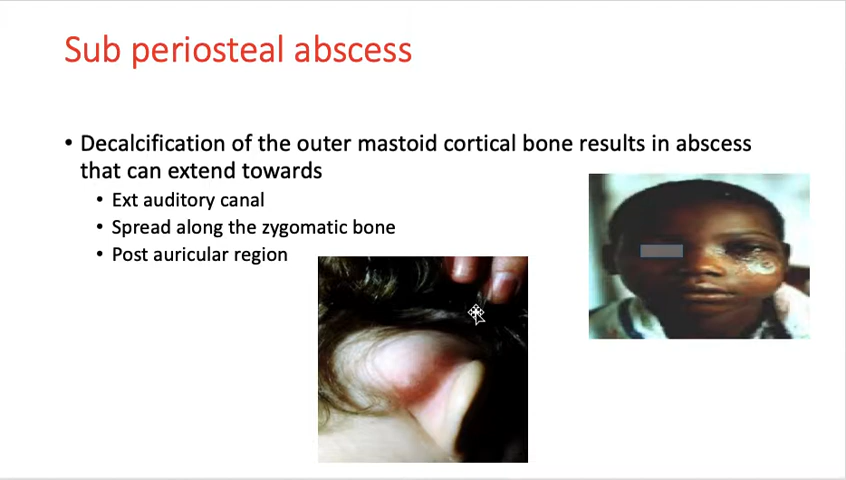 Sub periosteal abscess
• Decalcification of the outer mastoid cortical bone results in abscess
that can extend towards
• Ext auditory canal
• Spread along the zygomatic bone
• Post auricular region